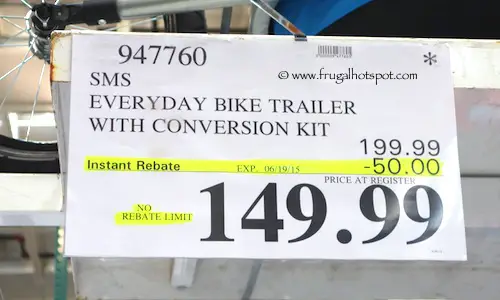 947760
*
© www.frugalhotspot.com
SMS
EVERYDAY BIKE TRAILER
WITH CONVERSION KIT
199.99
Instant Rebate EXP. 06/19/15 -50.00
PRICE AT REGISTER
NO
REBATE LIMIT
149.99